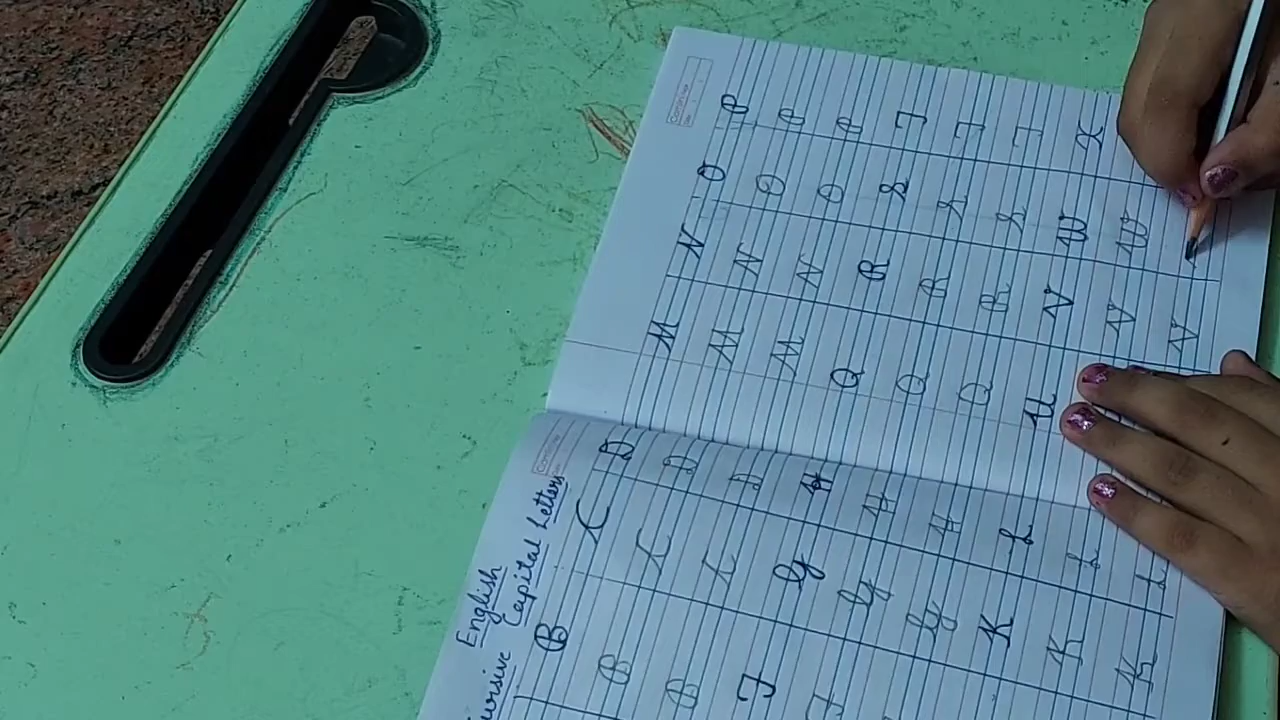 English
Cursive Capital Letters
B C D
B C D
B C D
F G H
F G H
G H
K L
K L
K L
M N O P
M N O P
M N O P
Q R S T
Q R S T
Q R S T
U V W X
V W
V